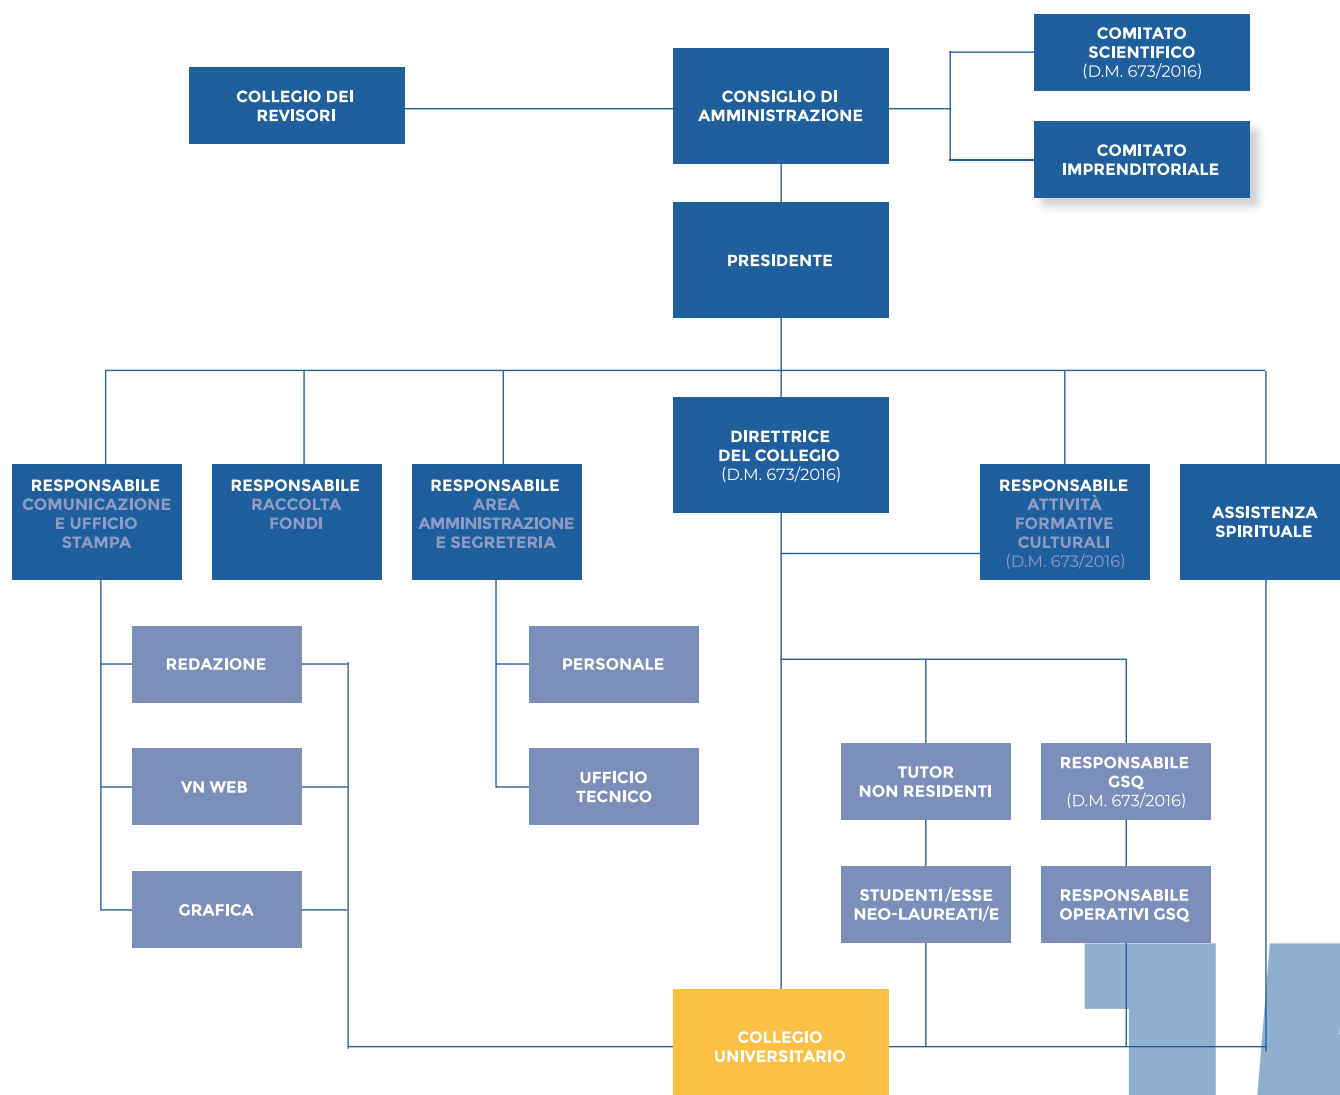 COMITATO
SCIENTIFICO
(D.M. 673/2016)
COLLEGIO DEI
REVISORI
CONSIGLIO DI
AMMINISTRAZIONE
COMITATO
IMPRENDITORIALE
PRESIDENTE
DIRETTRICE
DEL COLLEGIO
(D.M. 673/2016)
RESPONSABILE
COMUNICAZIONE
E UFFICIO
STAMPA
RESPONSABILE
RACCOLTA
FONDI
RESPONSABILE
AREA
AMMINISTRAZIONE
E SEGRETERIA
RESPONSABILE
ATTIVITÀ
FORMATIVE
CULTURALI
(D.M. 673/2016)
ASSISTENZA
SPIRITUALE
REDAZIONE
PERSONALE
VN WEB
UFFICIO
TECNICO
TUTOR
NON RESIDENTI
RESPONSABILE
GSQ
(D.M. 673/2016)
GRAFICA
STUDENTI/ESSE
NEO-LAUREATI/E
RESPONSABILE
OPERATIVI GSQ
COLLEGIO
UNIVERSITARIO